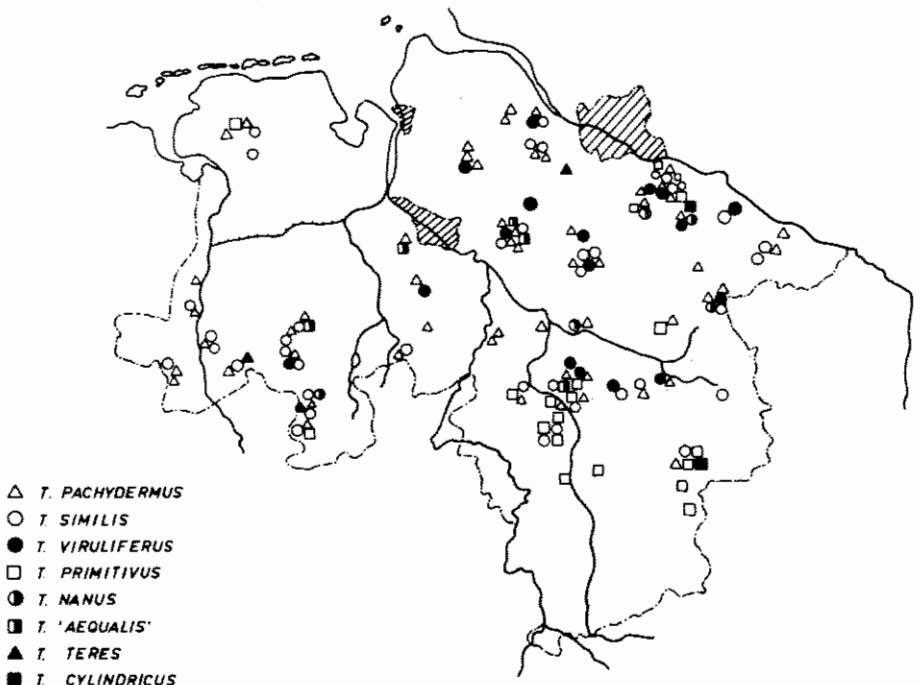 T. PACHYDERMUS
T. SIMILIS
T. VIRULIFERUS
T. PRIMITIVUS
T. NANUS
T. 'AEQUALIS'
T. TERES
T. CYLINDRICUS